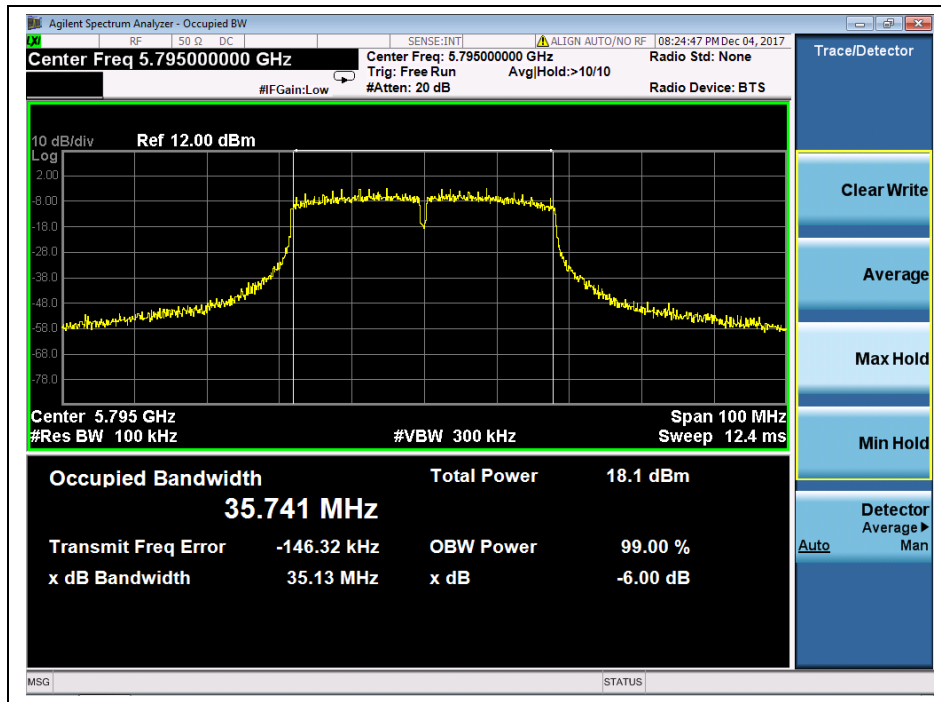 Agilent Spectrum Analyzer - Occupied BW
LXI RF 50 Ω DC SENSE:INT ALIGN AUTO/NO RF 08:24:47 PM Dec 04, 2017
Center Freq 5.795000000 GHz
Center Freq: 5.795000000 GHz
Radio Std: None
Trig: Free Run Avg|Hold:>10/10
#IFGain:Low
#Atten: 20 dB
Radio Device: BTS
10 dB/div Ref 12.00 dBm
Log
2.00
-8.00
-18.0
-28.0
-38.0
-48.0
-58.0
-68.0
-78.0
Center 5.795 GHz
Span 100 MHz
#Res BW 100 kHz
#VBW 300 kHz
Sweep 12.4 ms
Occupied Bandwidth
Total Power 18.1 dBm
35.741 MHz
Transmit Freq Error -146.32 kHz
OBW Power 99.00 %
x dB Bandwidth 35.13 MHz
x dB -6.00 dB
Trace/Detector
Clear Write
Average
Max Hold
Min Hold
Detector
Average▶
Auto Man
MSG
STATUS